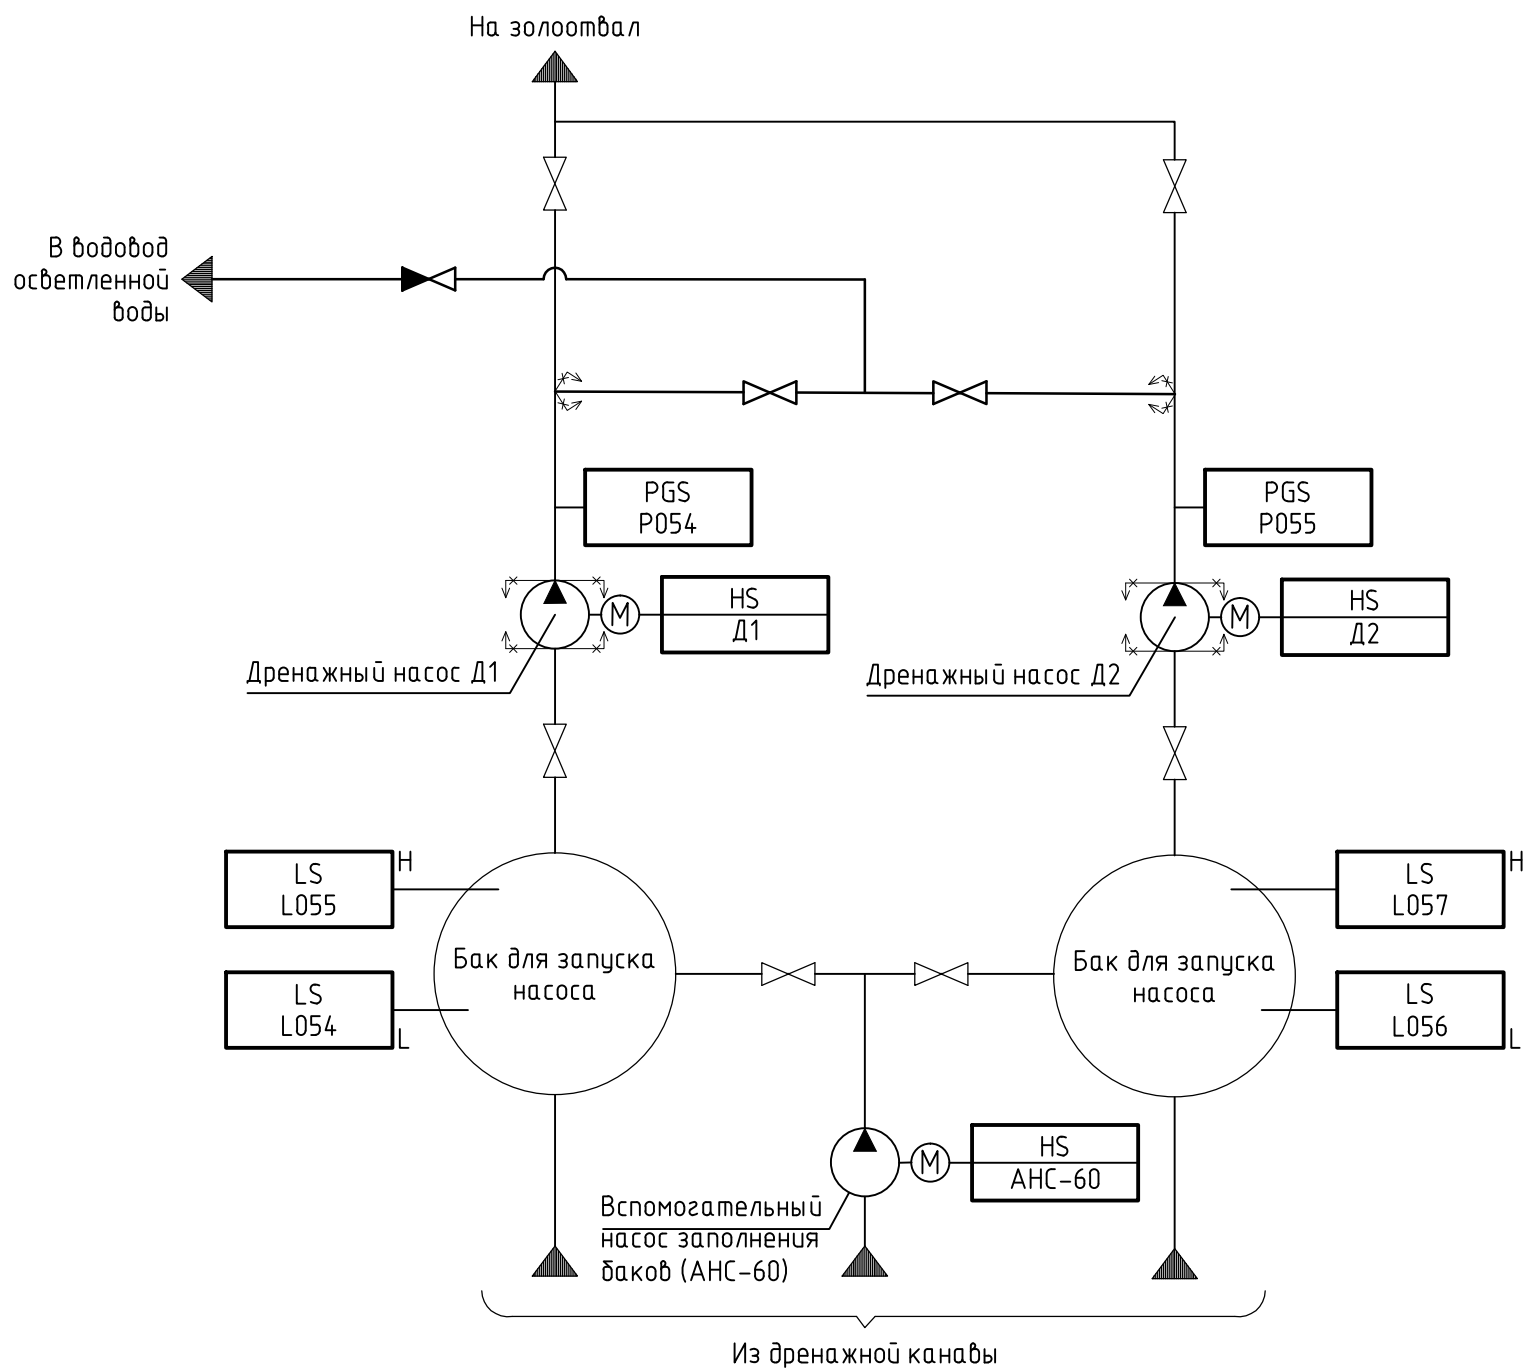 На золоотвал
В водовод
осветленной
воды
PGS
P054
PGS
P055
HS
Д1
М
HS
Д2
М
Дренажный насос Д1
Дренажный насос Д2
LS
L055
H
LS
L057
H
Бак для запуска
насоса
Бак для запуска
насоса
LS
L054
L
LS
L056
L
HS
АНС-60
М
Вспомогательный
насос заполнения
баков (АНС-60)
Из дренажной канавы